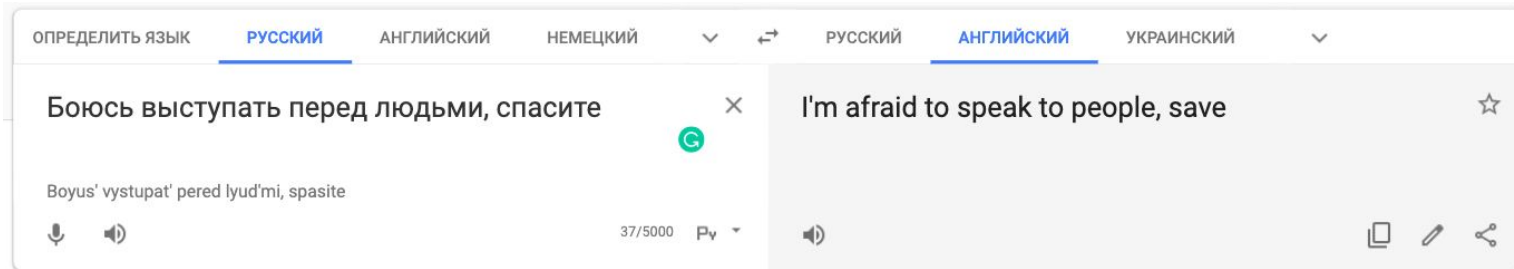 ОПРЕДЕЛИТЬ ЯЗЫК РУССКИЙ АНГЛИЙСКИЙ НЕМЕЦКИЙ РУССКИЙ АНГЛИЙСКИЙ УКРАИНСКИЙ
Боюсь выступать перед людьми, спасите
I'm afraid to speak to people, save
Boyus' vystupat' pered lyud'mi, spasite
37/5000 Ру